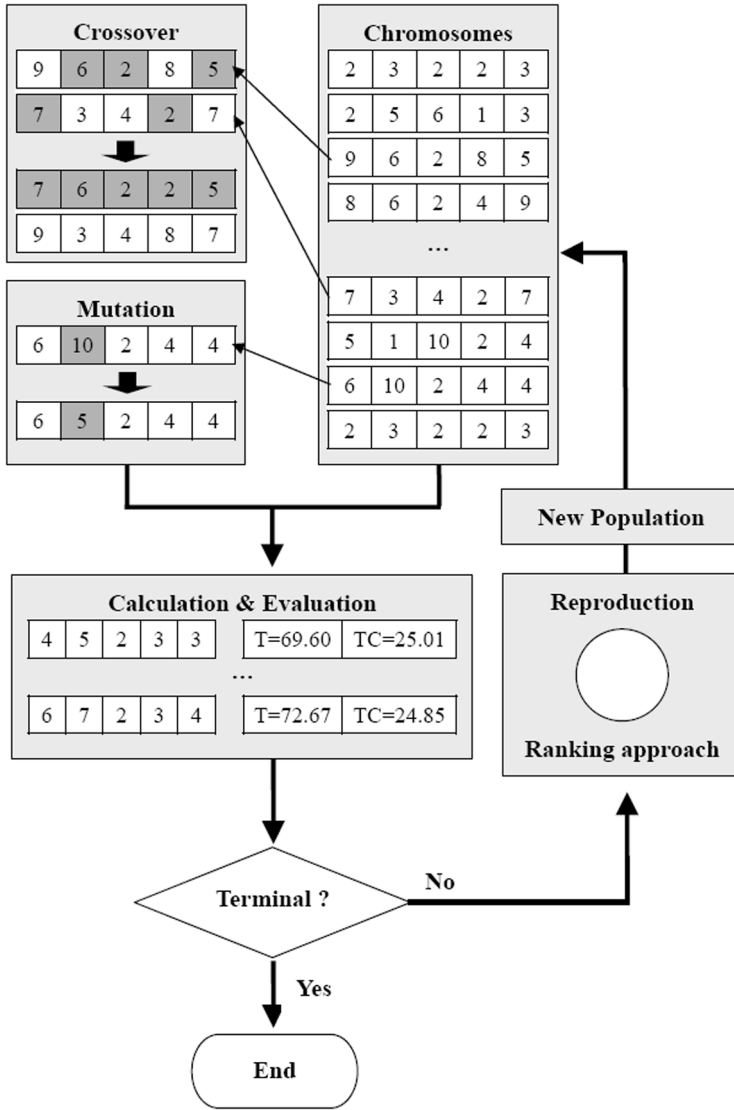 Crossover
9 6 2 8 5
7 3 4 2 7
7 6 2 2 5
9 3 4 8 7
Chromosomes
2 3 2 2 3
2 5 6 1 3
9 6 2 8 5
8 6 2 4 9
...
7 3 4 2 7
5 1 10 2 4
6 10 2 4 4
2 3 2 2 3
Mutation
6 10 2 4 4
6 5 2 4 4
New Population
Calculation & Evaluation
4 5 2 3 3 T=69.60 TC=25.01
...
6 7 2 3 4 T=72.67 TC=24.85
Reproduction
Ranking approach
Terminal ?
No
Yes
End